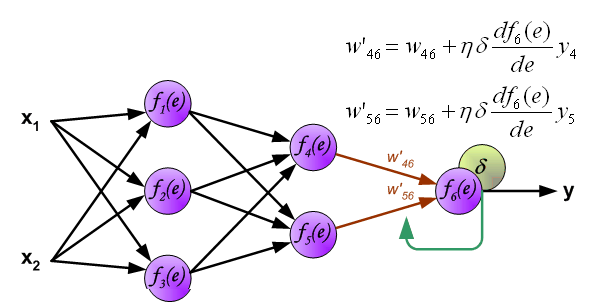 w'₄₆ = w₄₆ + η δ df₆(e)/de y₄
w'₅₆ = w₅₆ + η δ df₆(e)/de y₅
x₁
x₂
f₁(e)
f₂(e)
f₃(e)
f₄(e)
f₅(e)
w'₄₆
w'₅₆
f₆(e)
δ
y